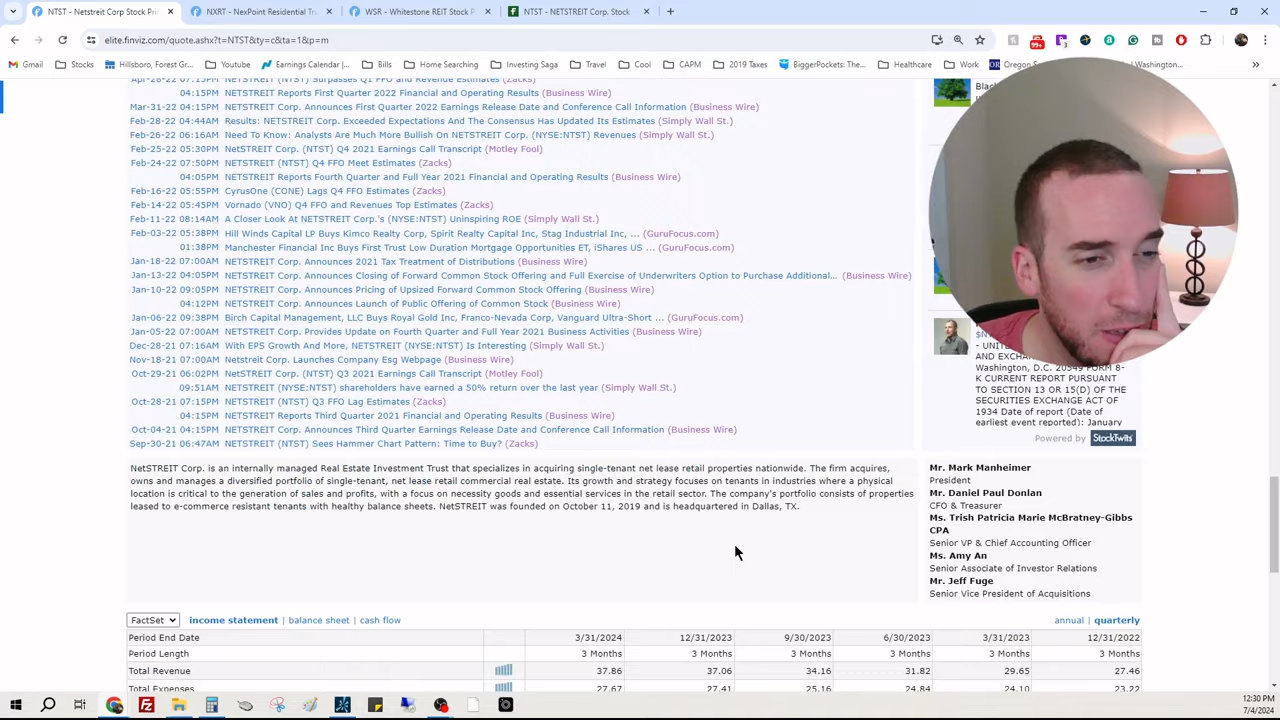 NTST - Netstreit Corp Stock Pric
NXRT - NexPoint Residential Tru
WSR - Whitestone REIT Stock P
NTST - NETSTREIT Corp. Stock
elite.finviz.com/quote.ashx?t=NTST&ty=c&ta=1&p=m
99+
3
Gmail
Stocks
Hillsboro, Forest Gr...
Youtube
Earnings Calendar |...
Bills
Home Searching
Investing Saga
Travel
Cool
CAPM
2019 Taxes
BiggerPockets: The...
Healthcare
Work
Oregon
Washington,...
Apr-28-22 07:15PM NETSTREIT (NTST) Surpasses Q1 FFO and Revenue Estimates (Zacks)
04:15PM NETSTREIT Reports First Quarter 2022 Financial and Operating Results (Business Wire)
Mar-31-22 04:15PM NETSTREIT Corp. Announces First Quarter 2022 Earnings Release Date and Conference Call Information (Business Wire)
Feb-28-22 04:44AM Results: NETSTREIT Corp. Exceeded Expectations And The Consensus Has Updated Its Estimates (Simply Wall St.)
Feb-26-22 06:16AM Need To Know: Analysts Are Much More Bullish On NETSTREIT Corp. (NYSE:NTST) Revenues (Simply Wall St.)
Feb-25-22 05:30PM NetSTREIT Corp. (NTST) Q4 2021 Earnings Call Transcript (Motley Fool)
Feb-24-22 07:50PM NETSTREIT (NTST) Q4 FFO Meet Estimates (Zacks)
04:05PM NETSTREIT Reports Fourth Quarter and Full Year 2021 Financial and Operating Results (Business Wire)
Feb-16-22 05:55PM CyrusOne (CONE) Lags Q4 FFO Estimates (Zacks)
Feb-14-22 05:45PM Vornado (VNO) Q4 FFO and Revenues Top Estimates (Zacks)
Feb-11-22 08:14AM A Closer Look At NETSTREIT Corp.'s (NYSE:NTST) Uninspiring ROE (Simply Wall St.)
Feb-03-22 05:38PM Hill Winds Capital LP Buys Kimco Realty Corp, Spirit Realty Capital Inc, Stag Industrial Inc, ... (GuruFocus.com)
01:38PM Manchester Financial Inc Buys First Trust Low Duration Mortgage Opportunities ET, iShares US ... (GuruFocus.com)
Jan-18-22 07:00AM NETSTREIT Corp. Announces 2021 Tax Treatment of Distributions (Business Wire)
Jan-13-22 04:05PM NETSTREIT Corp. Announces Closing of Forward Common Stock Offering and Full Exercise of Underwriters Option to Purchase Additional... (Business Wire)
Jan-10-22 09:05PM NETSTREIT Corp. Announces Pricing of Upsized Forward Common Stock Offering (Business Wire)
04:12PM NETSTREIT Corp. Announces Launch of Public Offering of Common Stock (Business Wire)
Jan-06-22 09:38PM Birch Capital Management, LLC Buys Royal Gold Inc, Franco-Nevada Corp, Vanguard Ultra-Short ... (GuruFocus.com)
Jan-05-22 07:00AM NETSTREIT Corp. Provides Update on Fourth Quarter and Full Year 2021 Business Activities (Business Wire)
Dec-28-21 07:16AM With EPS Growth And More, NETSTREIT (NYSE:NTST) Is Interesting (Simply Wall St.)
Nov-18-21 07:00AM Netstreit Corp. Launches Company Esg Webpage (Business Wire)
Oct-29-21 06:02PM NetSTREIT Corp. (NTST) Q3 2021 Earnings Call Transcript (Motley Fool)
09:51AM NETSTREIT (NYSE:NTST) shareholders have earned a 50% return over the last year (Simply Wall St.)
Oct-28-21 07:15PM NETSTREIT (NTST) Q3 FFO Lag Estimates (Zacks)
04:15PM NETSTREIT Reports Third Quarter 2021 Financial and Operating Results (Business Wire)
Oct-04-21 04:15PM NETSTREIT Corp. Announces Third Quarter Earnings Release Date and Conference Call Information (Business Wire)
Sep-30-21 06:47AM NETSTREIT (NTST) Sees Hammer Chart Pattern: Time to Buy? (Zacks)
- UNITE
AND EXCHA
Washington, D.C. 20549 FORM 8-
K CURRENT REPORT PURSUANT
TO SECTION 13 OR 15(D) OF THE
SECURITIES EXCHANGE ACT OF
1934 Date of report (Date of
earliest event reported): January
Powered by StockTwits
NetSTREIT Corp. is an internally managed Real Estate Investment Trust that specializes in acquiring single-tenant net lease retail properties nationwide. The firm acquires,
owns and manages a diversified portfolio of single-tenant, net lease retail commercial real estate. Its growth and strategy focuses on tenants in industries where a physical
location is critical to the generation of sales and profits, with a focus on necessity goods and essential services in the retail sector. The company's portfolio consists of properties
leased to e-commerce resistant tenants with healthy balance sheets. NetSTREIT was founded on October 11, 2019 and is headquartered in Dallas, TX.
Mr. Mark Manheimer
President
Mr. Daniel Paul Donlan
CFO & Treasurer
Ms. Trish Patricia Marie McBratney-Gibbs
CPA
Senior VP & Chief Accounting Officer
Ms. Amy An
Senior Associate of Investor Relations
Mr. Jeff Fuge
Senior Vice President of Acquisitions
FactSet income statement | balance sheet | cash flow annual | quarterly
Period End Date 3/31/2024 12/31/2023 9/30/2023 6/30/2023 3/31/2023 12/31/2022
Period Length 3 Months 3 Months 3 Months 3 Months 3 Months 3 Months
Total Revenue 37.86 37.06 34.16 31.82 29.65 27.46
Total Expenses 27.67 27.41 25.16 24.84 24.10 23.22
12:30 PM
7/4/2024